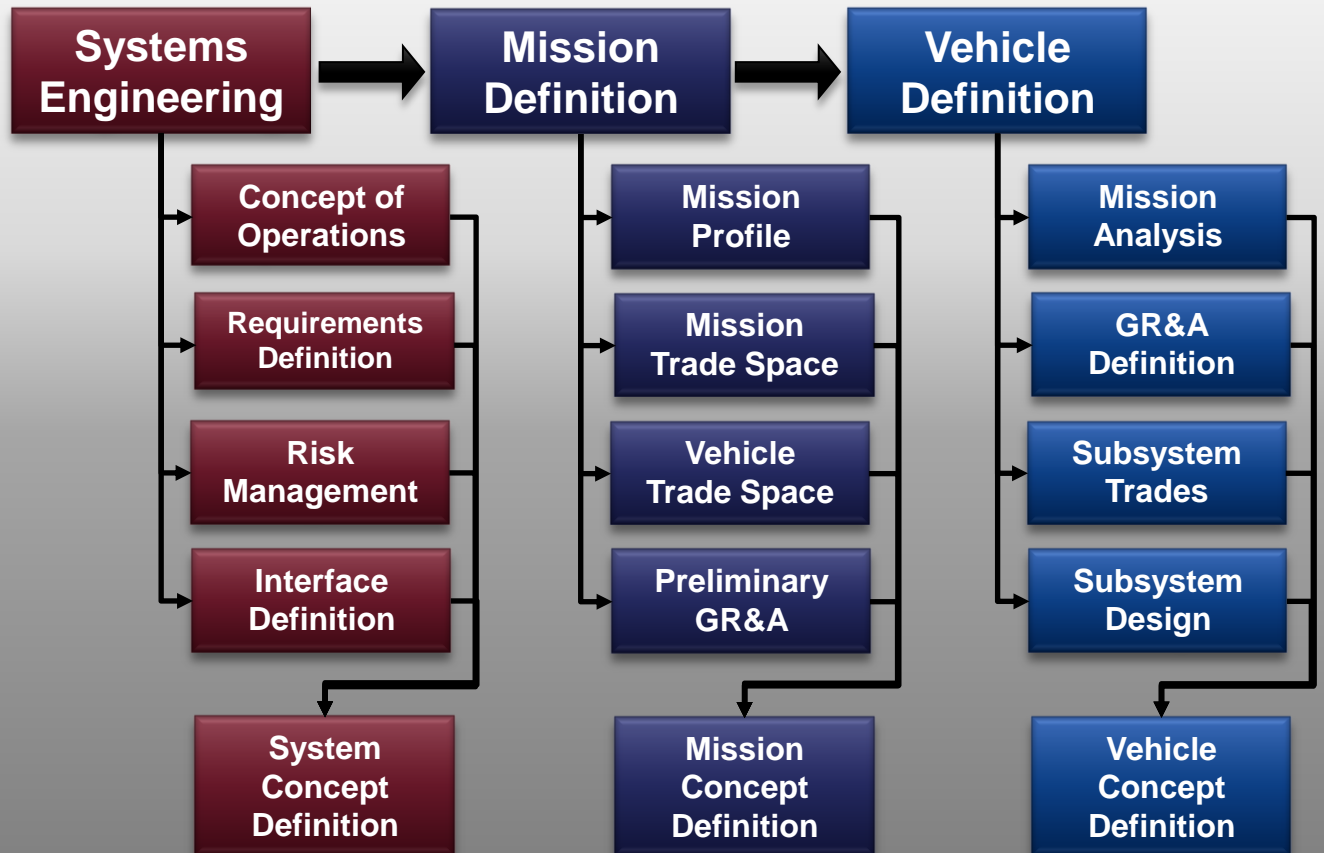 Systems
Engineering
Mission
Definition
Vehicle
Definition
Concept of
Operations
Mission
Profile
Mission
Analysis
Requirements
Definition
Mission
Trade Space
GR&A
Definition
Risk
Management
Vehicle
Trade Space
Subsystem
Trades
Interface
Definition
Preliminary
GR&A
Subsystem
Design
System
Concept
Definition
Mission
Concept
Definition
Vehicle
Concept
Definition